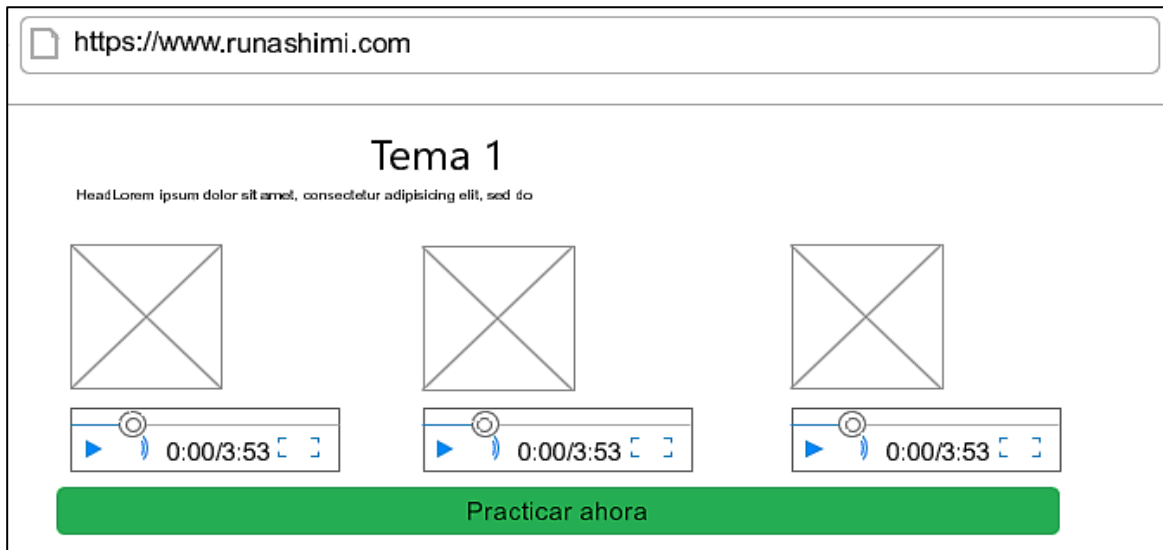 https://www.runashimi.com
Tema 1
HeadLorem ipsum dolor sit amet, consectetur adipisicing elit, sed do
0:00/3:53
0:00/3:53
0:00/3:53
Practicar ahora